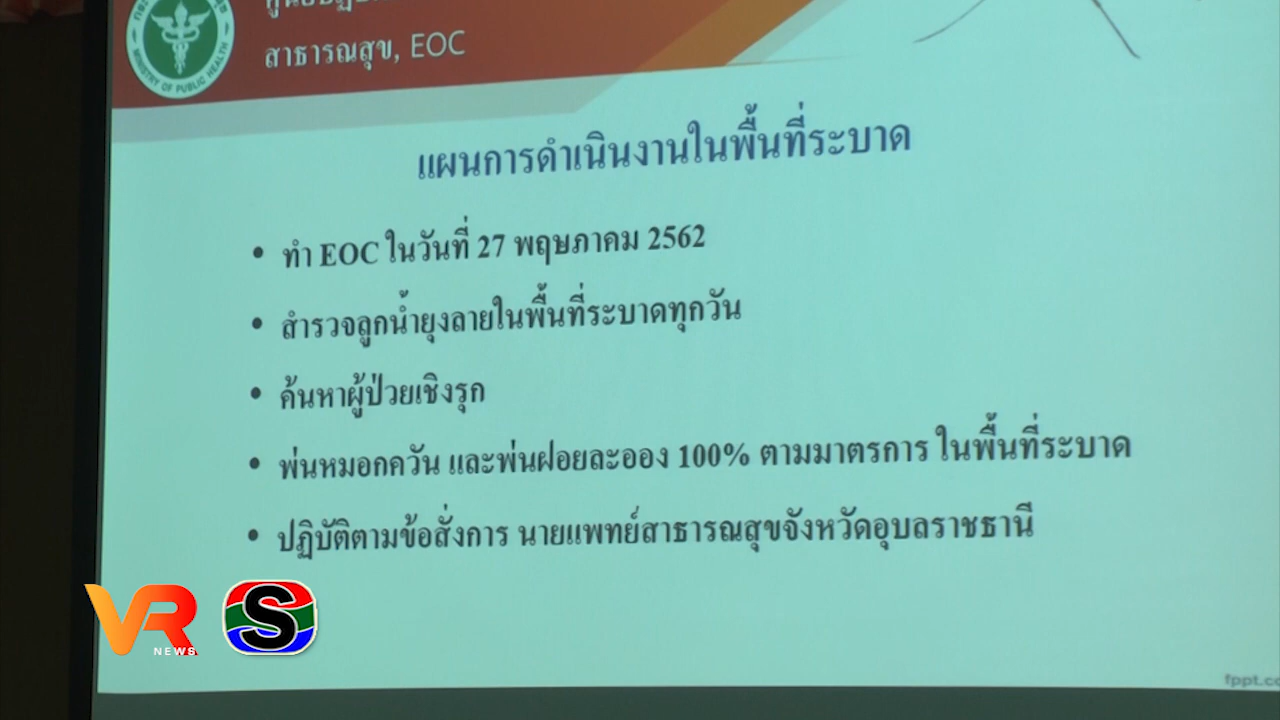 สาธารณสุข, EOC
MINISTRY OF PUBLIC HEALTH
แผนการดำเนินงานในพื้นที่ระบาด
• ทำ EOC ในวันที่ 27 พฤษภาคม 2562
• สำรวจลูกน้ำยุงลายในพื้นที่ระบาดทุกวัน
• ค้นหาผู้ป่วยเชิงรุก
• พ่นหมอกควัน และพ่นฝอยละออง 100% ตามมาตรการ ในพื้นที่ระบาด
• ปฏิบัติตามข้อสั่งการ นายแพทย์สาธารณสุขจังหวัดอุบลราชธานี
VR
NEWS
S